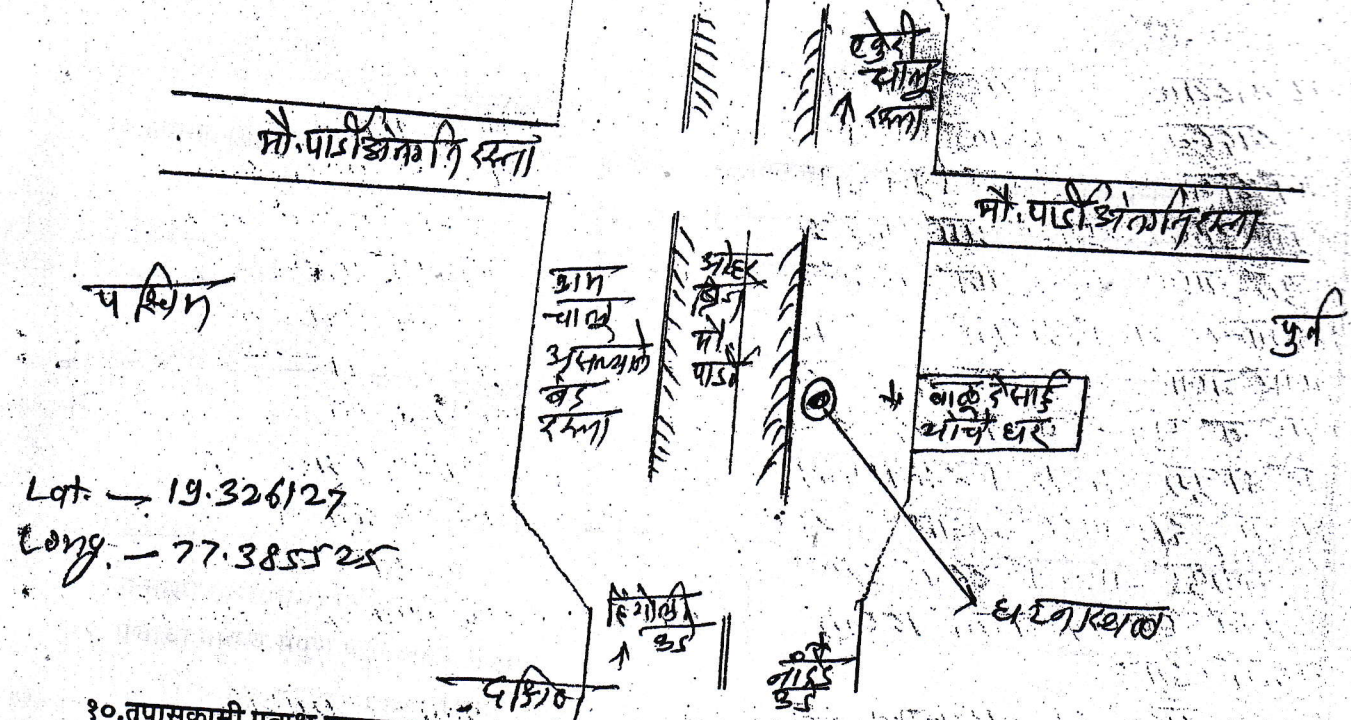 एकेरी
चालु
रस्ता
मौ. पार्डी अंतर्गत रस्ता
मौ. पार्डी अंतर्गत रस्ता
पश्चिम
पुर्व
काम
चालु
असल्याने
बंद
रस्ता
ओव्हर
ब्रिज
मौ
पार्डी
बाळु देसाई
यांचे घर
Lat. — 19.326127
Long. — 77.385525
घटनास्थळ
हिंगोली
कडे
नांदेड
कडे
दक्षिण
१०.तपासकामी